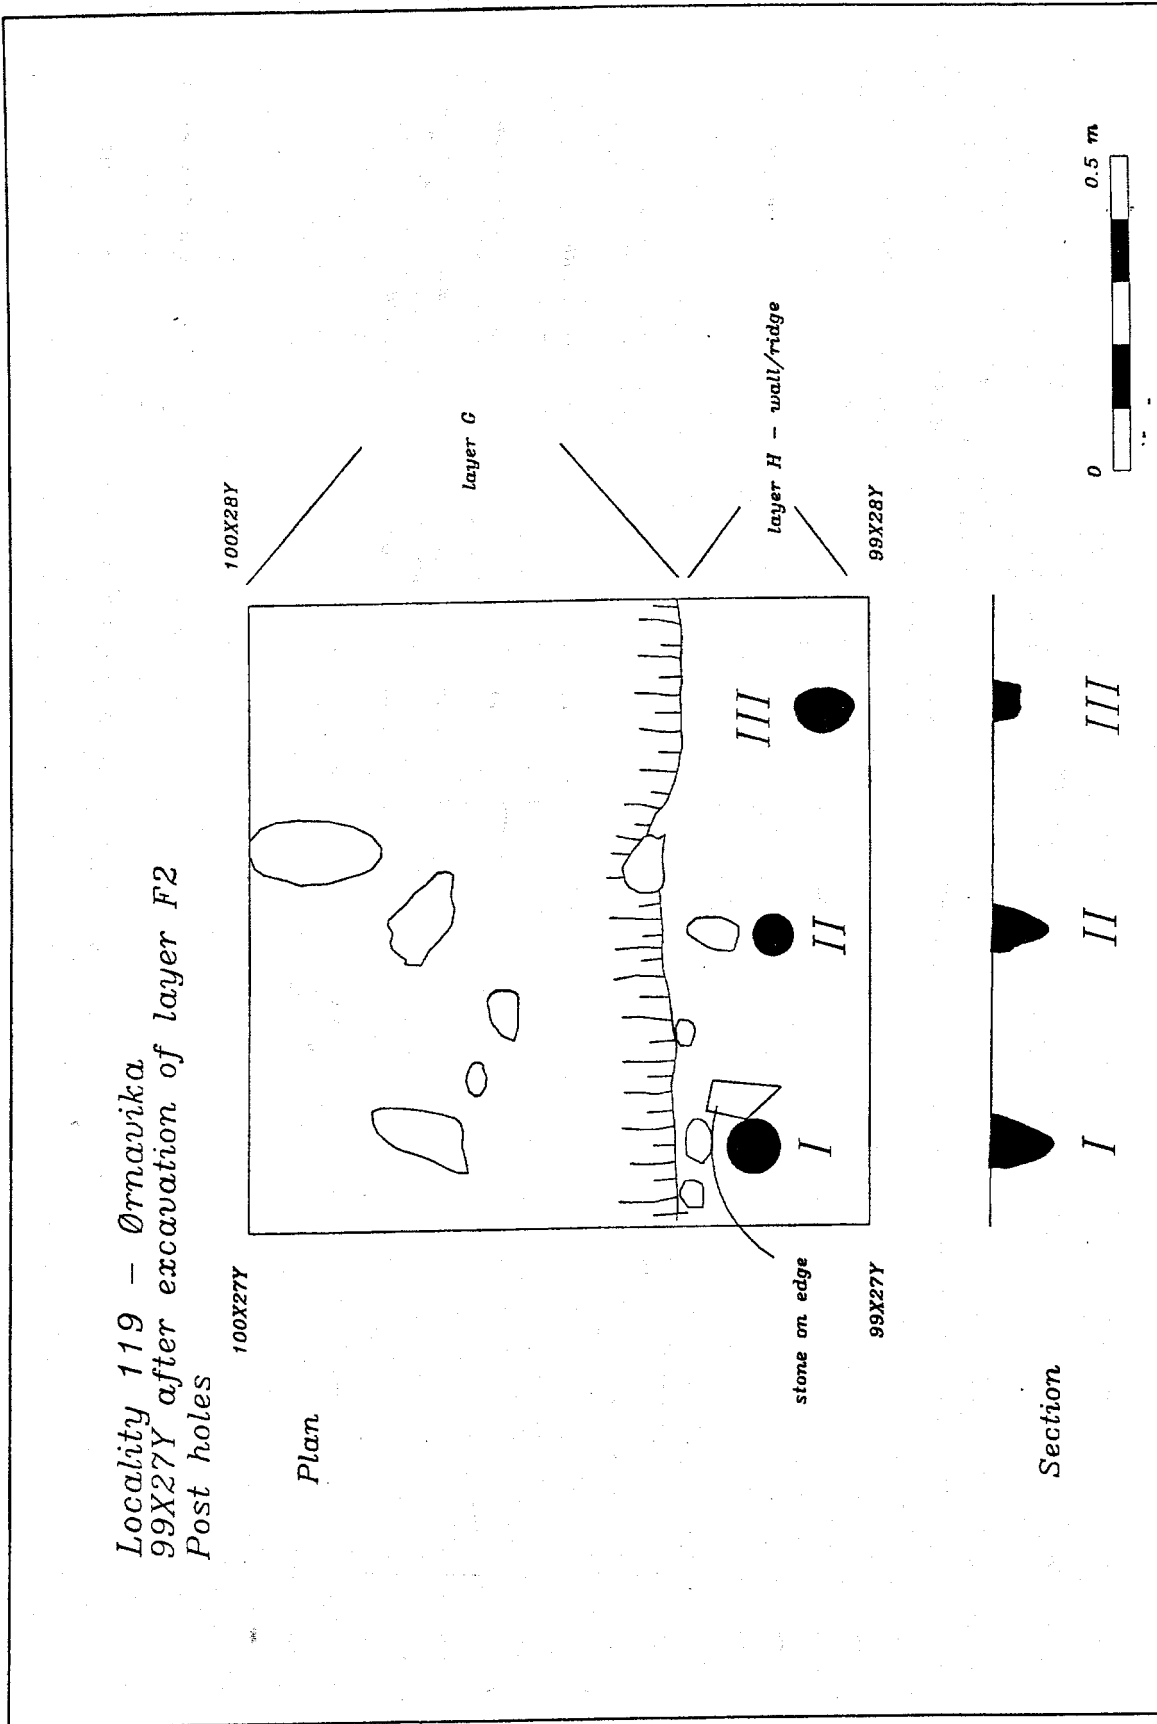 Locality 119 – Ørnavika
99X27Y after excavation of layer F2
Post holes
Plan
100X27Y
100X28Y
layer G
layer H – wall/ridge
I
II
III
stone on edge
99X27Y
99X28Y
Section
I
II
III
0
0.5 m